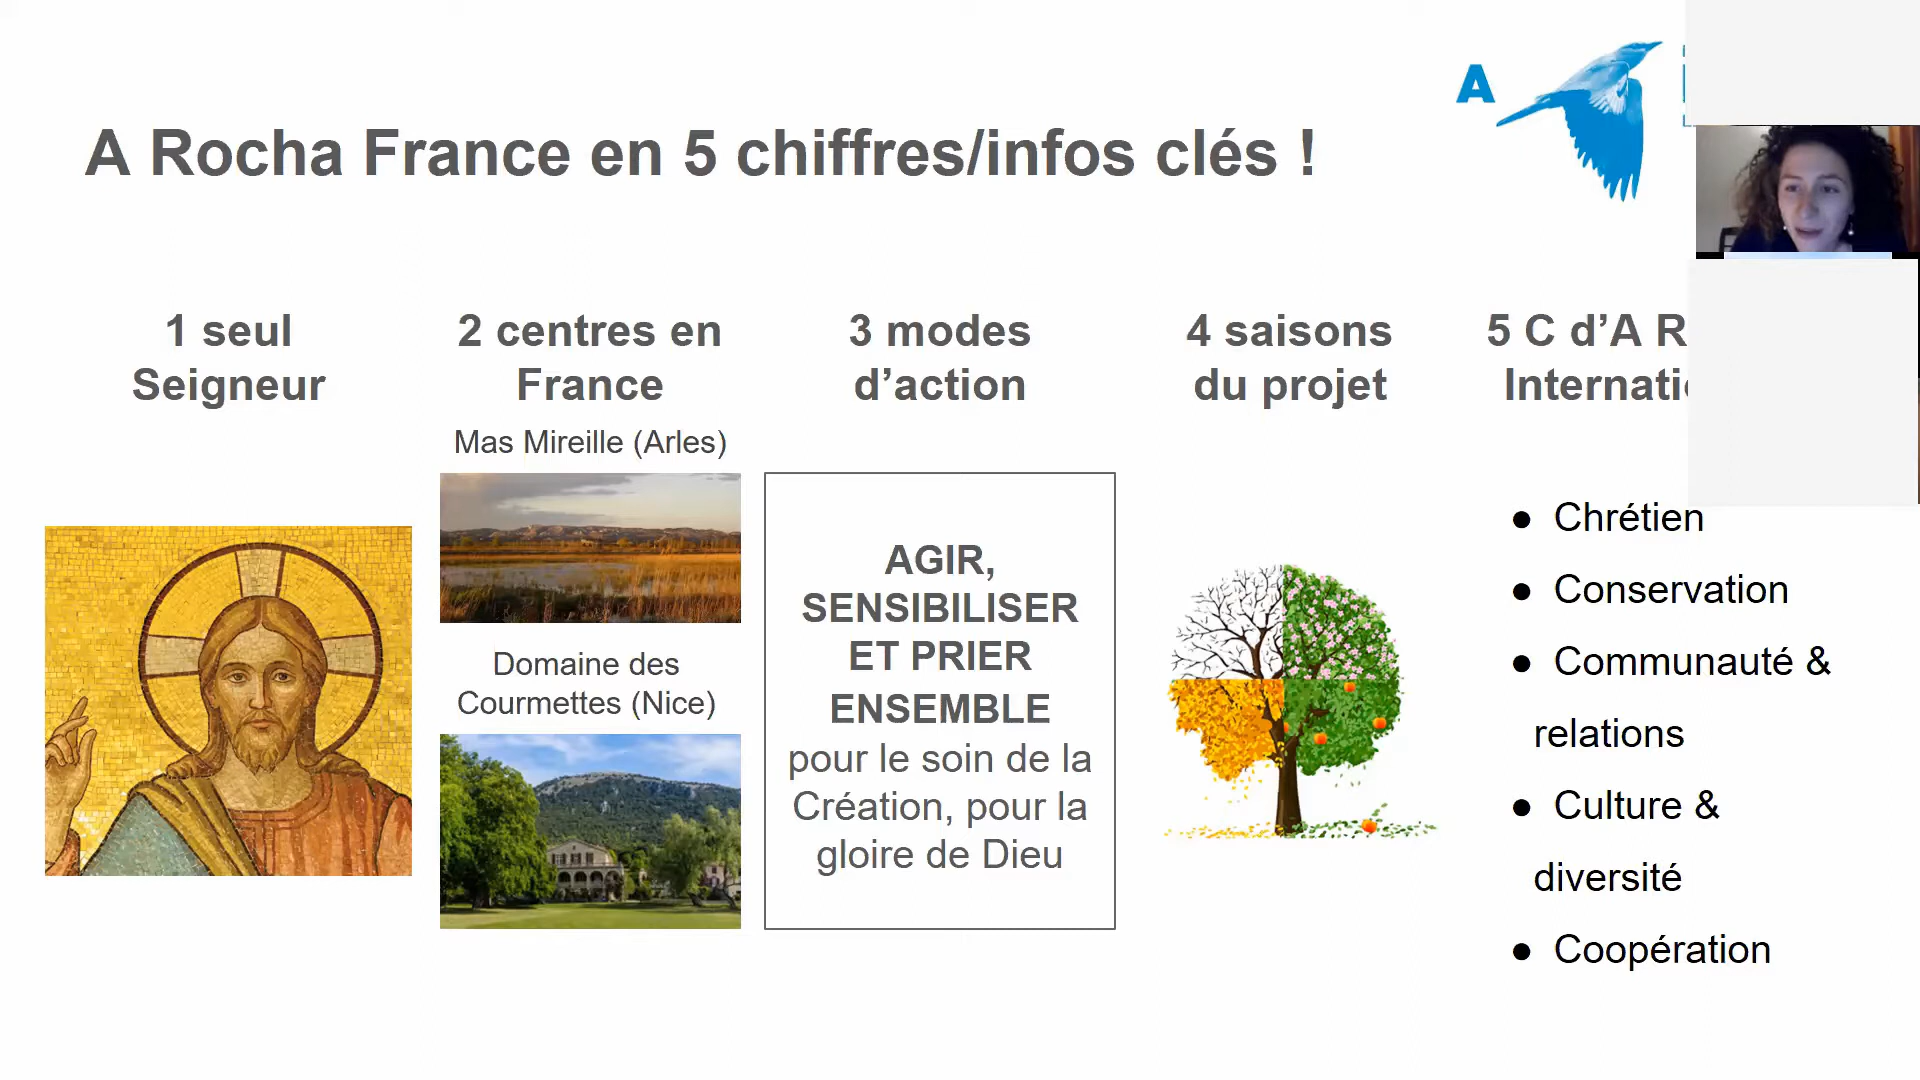 A
A Rocha France en 5 chiffres/infos clés !
1 seul
Seigneur
2 centres en
France
Mas Mireille (Arles)
Domaine des
Courmettes (Nice)
3 modes
d’action
AGIR,
SENSIBILISER
ET PRIER
ENSEMBLE
pour le soin de la
Création, pour la
gloire de Dieu
4 saisons
du projet
5 C d’A R
Internati
● Chrétien
● Conservation
● Communauté &
relations
● Culture &
diversité
● Coopération